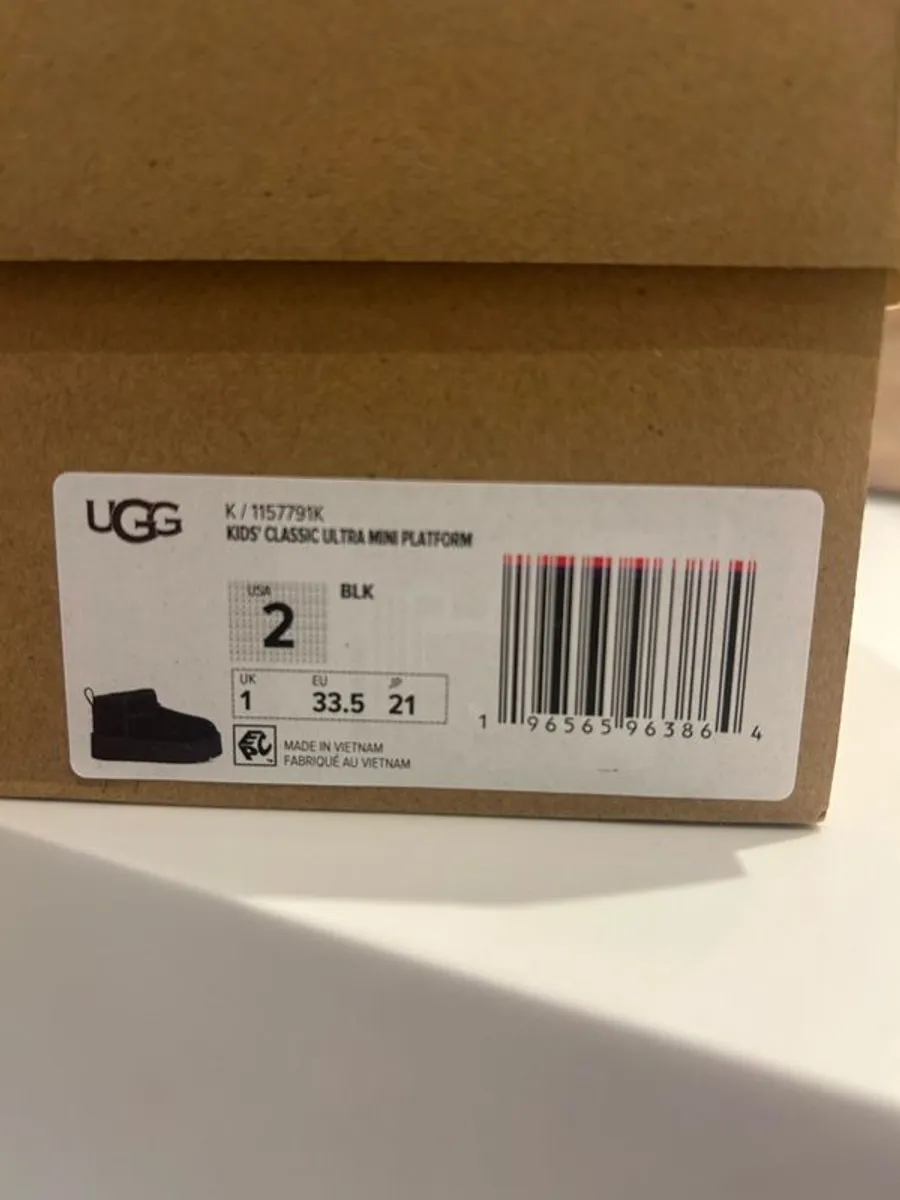 UGG
K / 1157791K
KIDS' CLASSIC ULTRA MINI PLATFORM
USA
2
BLK
UK EU JP
1 33.5 21
MADE IN VIETNAM
FABRIQUÉ AU VIETNAM
1 96565 96386 4